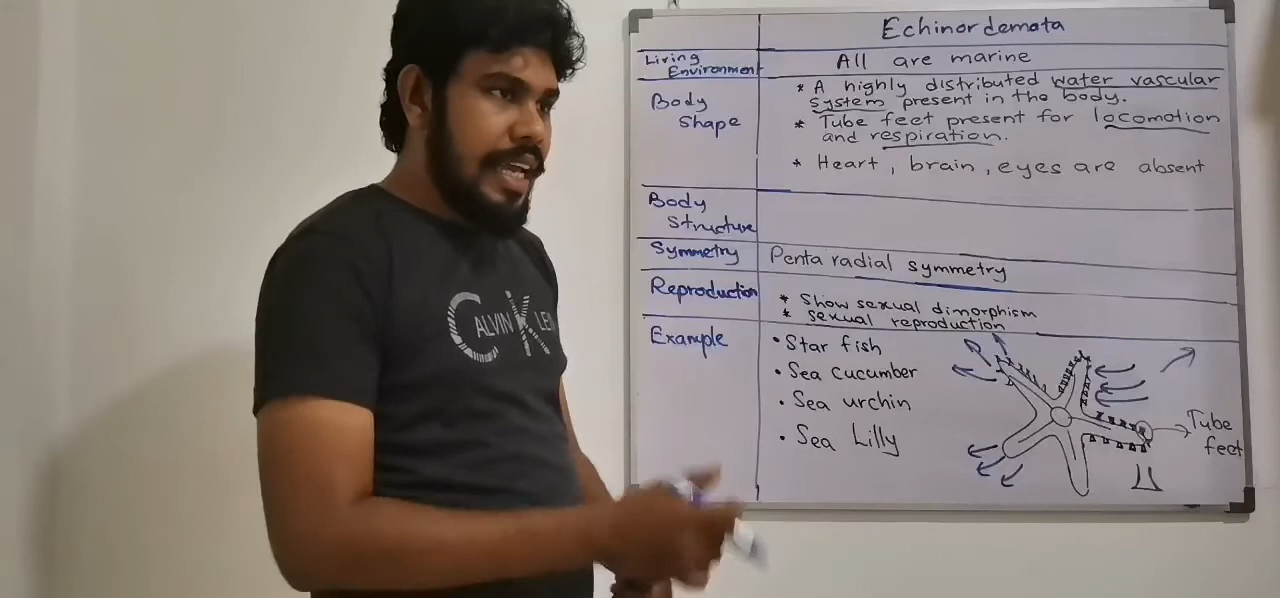 Echinordemata
Living
Environment
All are marine
Body
Shape
* A highly distributed water vascular
system present in the body.
* Tube feet present for locomotion
and respiration.
* Heart, brain, eyes are absent
Body
Structure
Symmetry
Penta radial symmetry
Reproduction
* Show sexual dimorphism
* sexual reproduction
Example
• Star fish
• Sea cucumber
• Sea urchin
• Sea Lilly
Tube
feet
CALVIN KLEIN